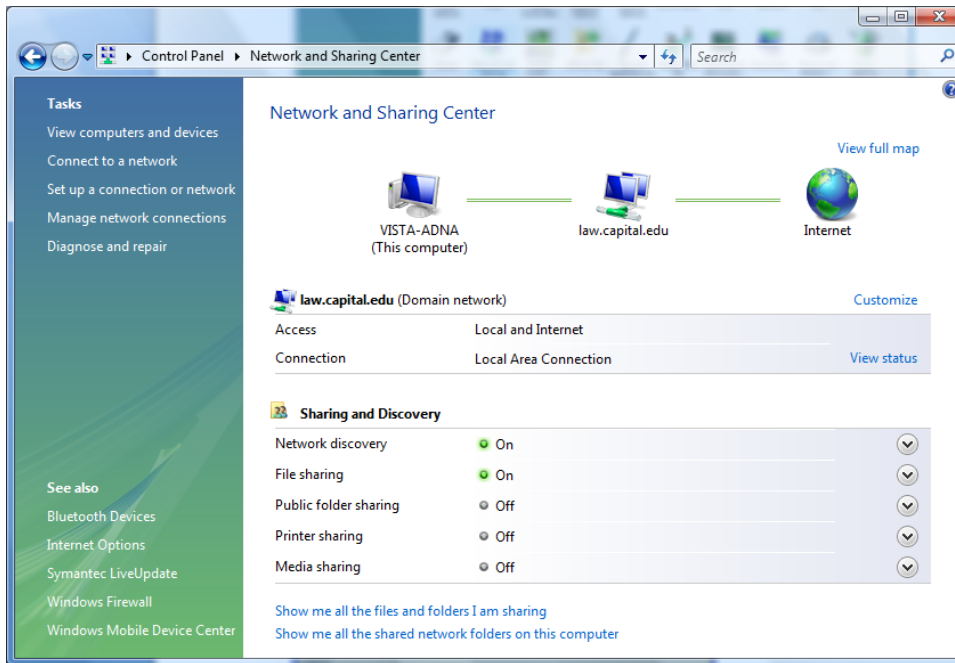 Control Panel ▸ Network and Sharing Center
Search
Tasks
View computers and devices
Connect to a network
Set up a connection or network
Manage network connections
Diagnose and repair
See also
Bluetooth Devices
Internet Options
Symantec LiveUpdate
Windows Firewall
Windows Mobile Device Center
Network and Sharing Center
View full map
VISTA-ADNA
(This computer)
law.capital.edu
Internet
law.capital.edu (Domain network) Customize
Access Local and Internet
Connection Local Area Connection View status
Sharing and Discovery
Network discovery On
File sharing On
Public folder sharing Off
Printer sharing Off
Media sharing Off
Show me all the files and folders I am sharing
Show me all the shared network folders on this computer